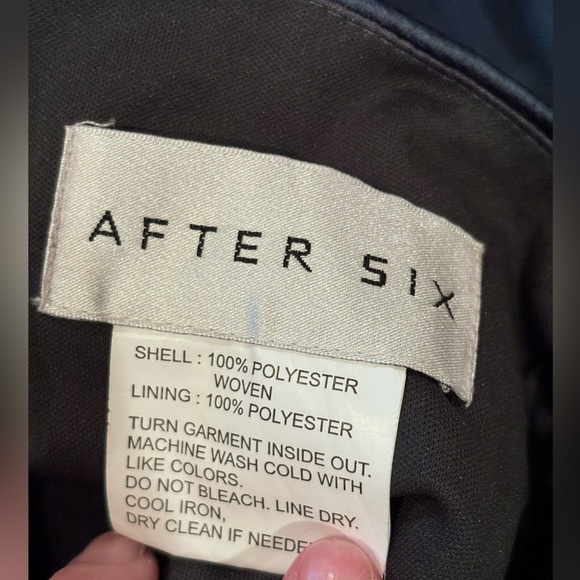 AFTER SIX
SHELL : 100% POLYESTER
WOVEN
LINING : 100% POLYESTER
TURN GARMENT INSIDE OUT.
MACHINE WASH COLD WITH
LIKE COLORS.
DO NOT BLEACH. LINE DRY.
COOL IRON,
DRY CLEAN IF NEEDE